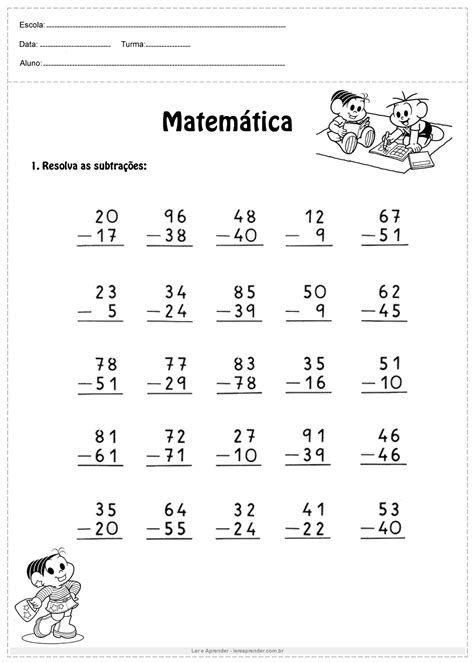 Escola:
Data: Turma:
Aluno:
Matemática
1. Resolva as subtrações:
20 96 48 12 67
−17 −38 −40 − 9 −51
23 34 85 50 62
− 5 −24 −39 − 9 −45
78 77 83 35 51
−51 −29 −78 −16 −10
81 72 27 91 46
−61 −71 −10 −39 −46
35 64 32 41 53
−20 −55 −24 −22 −40
Ler e Aprender - lereaprender.com.br